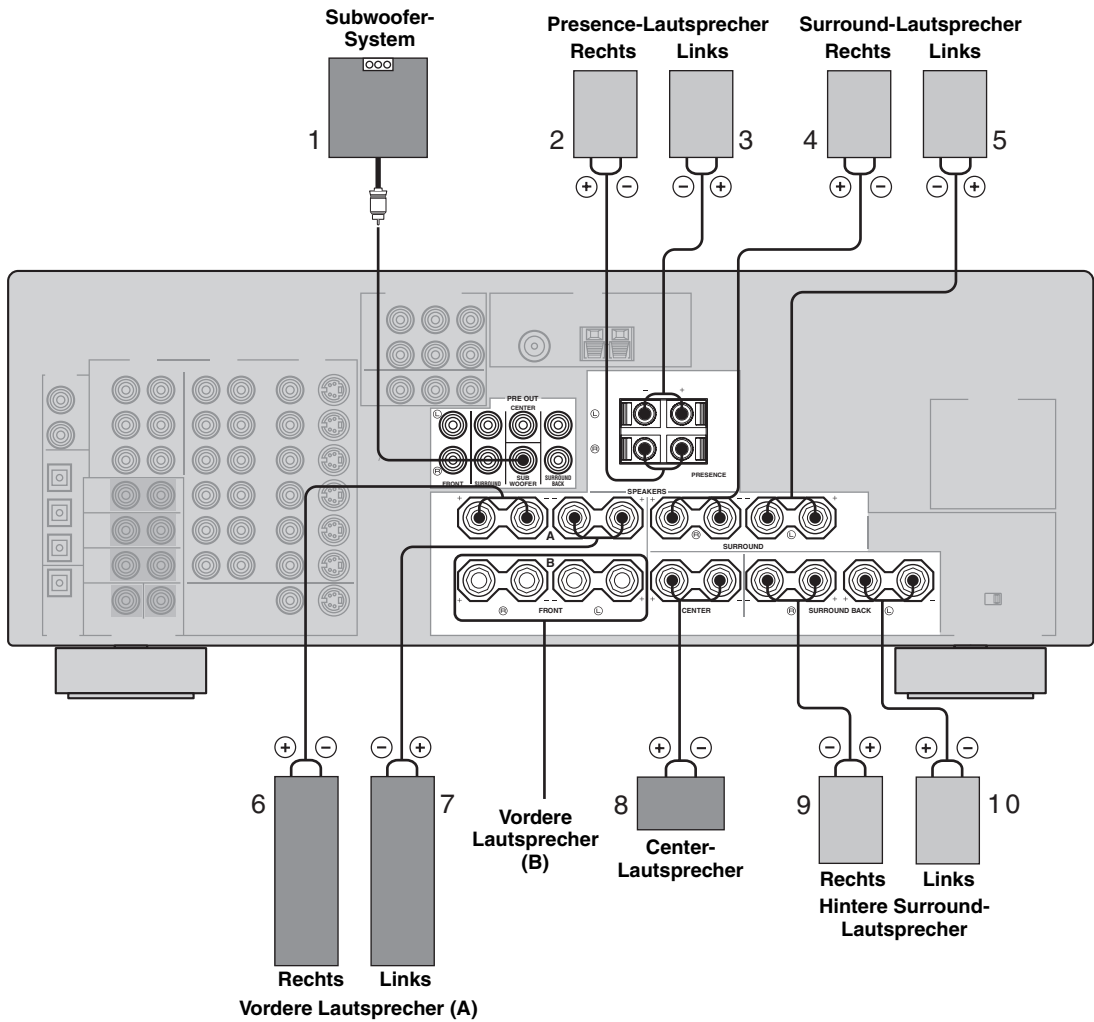 Subwoofer-
System
Presence-Lautsprecher
Rechts Links
Surround-Lautsprecher
Rechts Links
1
2
3
4
5
+ − − + + − − +
PRE OUT
CENTER
L
R
FRONT
SURROUND
SUB
WOOFER
SURROUND
BACK
− +
L
R
PRESENCE
SPEAKERS
+ − − + + − − +
A
R
L
SURROUND
B
+ − − + + − + − + −
R FRONT L
CENTER
R SURROUND BACK L
+ − − + + − − + + −
6
7
8
9
10
Vordere
Lautsprecher
(B)
Center-
Lautsprecher
Rechts Links
Hintere Surround-
Lautsprecher
Rechts Links
Vordere Lautsprecher (A)